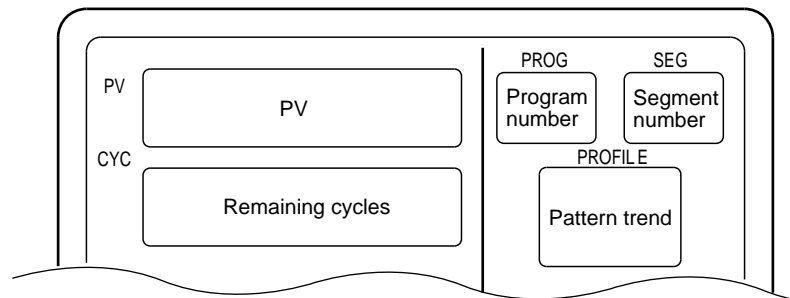 PROG
SEG
PV
PV
Program
number
Segment
number
CYC
PROFILE
Remaining cycles
Pattern trend